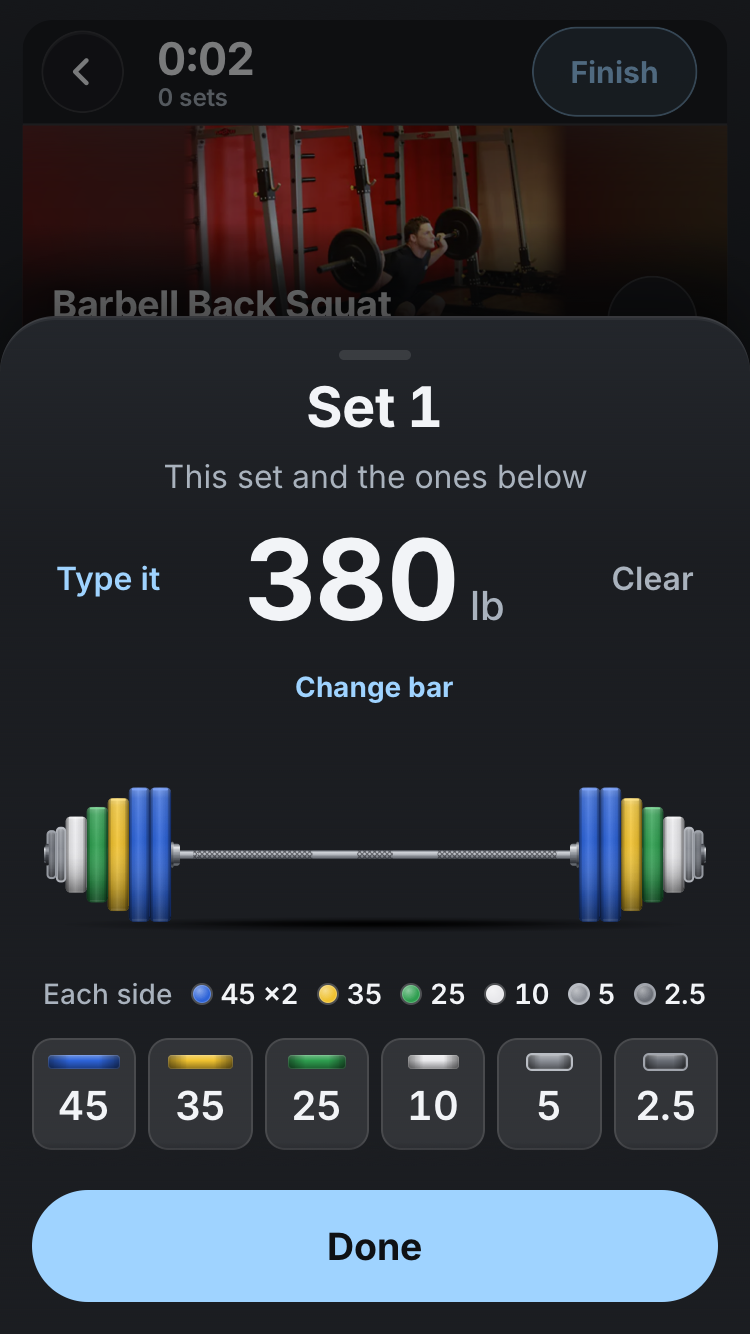 0:02
0 sets
Finish
Barbell Back Squat
Set 1
This set and the ones below
Type it
380 lb
Clear
Change bar
Each side 45 ×2 35 25 10 5 2.5
45 35 25 10 5 2.5
Done